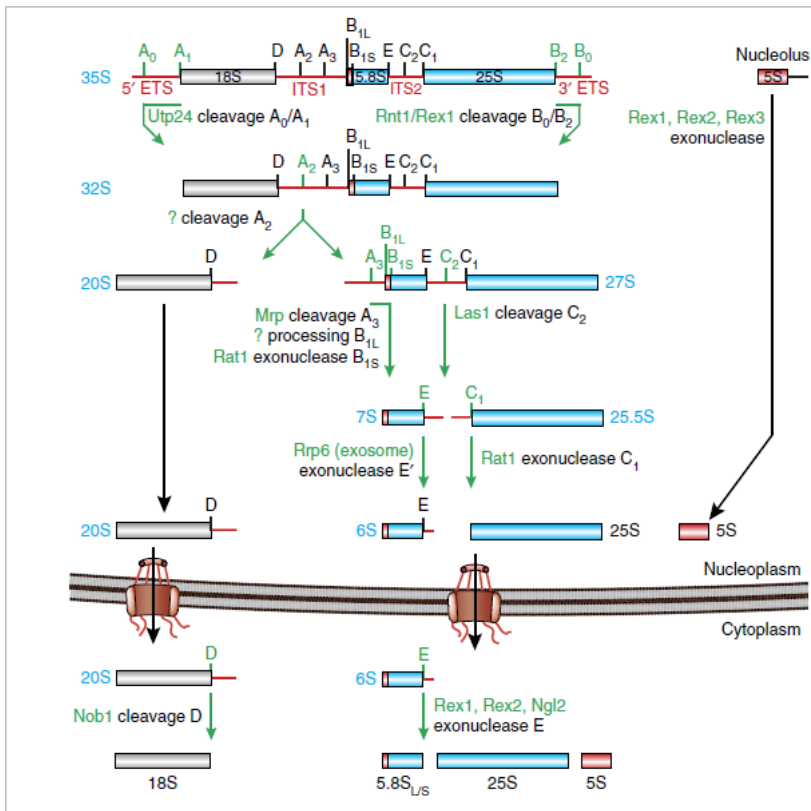 B1L
A0 A1 D A2 A3 B1S E C2 C1 B2 B0 Nucleolus
35S 18S 5.8S 25S 5S
5′ ETS ITS1 ITS2 3′ ETS
Utp24 cleavage A0/A1 Rnt1/Rex1 cleavage B0/B2 Rex1, Rex2, Rex3
exonuclease
B1L
D A2 A3 B1S E C2 C1
32S
? cleavage A2
B1L
D A3 B1S E C2 C1
20S 27S
Mrp cleavage A3 Las1 cleavage C2
? processing B1L
Rat1 exonuclease B1S
E C1
7S 25.5S
Rrp6 (exosome) Rat1 exonuclease C1
exonuclease E′
D E
20S 6S 25S 5S
Nucleoplasm
Cytoplasm
D E
20S 6S
Nob1 cleavage D Rex1, Rex2, Ngl2
exonuclease E
18S 5.8SL/S 25S 5S